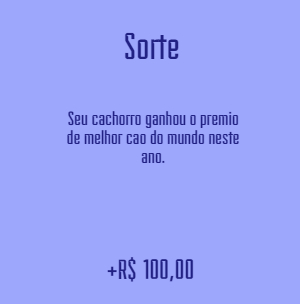 Sorte
Seu cachorro ganhou o premio
de melhor cao do mundo neste
ano.
+R$ 100,00